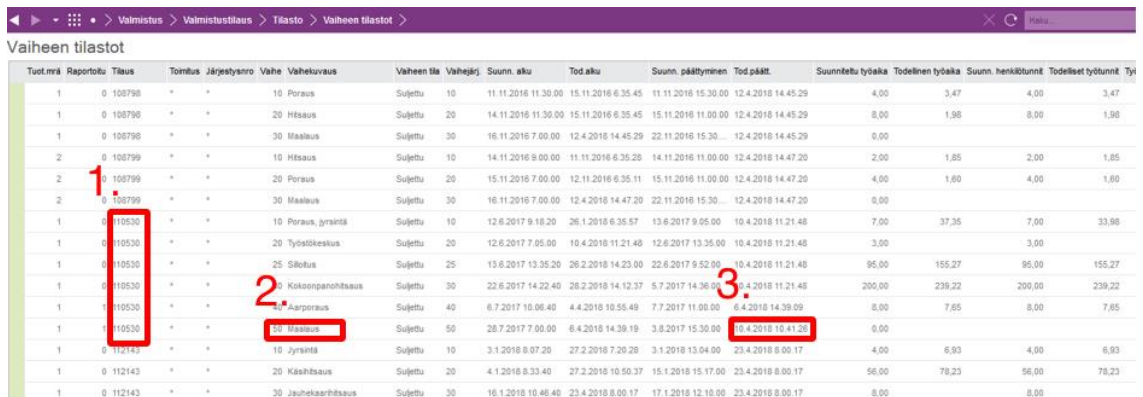 Valmistus > Valmistustilaus > Tilasto > Vaiheen tilastot >
Haku...
Vaiheen tilastot
Tuot.mrä Raportoitu Tilaus Toimitus Järjestysnro Vaihe Vaihekuvaus Vaiheen tila Vaihejärj. Suunn. alku Tod.alku Suunn. päättyminen Tod.päätt. Suunniteltu työaika Todellinen työaika Suunn. henkilötunnit Todelliset työtunnit
1 0 108798 * * 10 Poraus Suljettu 10 11.11.2016 11.30.00 15.11.2016 6.35.45 11.11.2016 15.30.00 12.4.2018 14.45.29 4,00 3,47 4,00 3,47
1 0 108798 * * 20 Hitsaus Suljettu 20 14.11.2016 11.30.00 15.11.2016 6.35.45 15.11.2016 11.00.00 12.4.2018 14.45.29 8,00 1,98 8,00 1,98
1 0 108798 * * 30 Maalaus Suljettu 30 16.11.2016 7.00.00 12.4.2018 14.45.29 22.11.2016 15.30... 12.4.2018 14.45.29 0,00
2 0 108799 * * 10 Hitsaus Suljettu 10 14.11.2016 9.00.00 11.11.2016 6.35.28 14.11.2016 11.00.00 12.4.2018 14.47.20 2,00 1,85 2,00 1,85
1.
2 0 108799 * * 20 Poraus Suljettu 20 15.11.2016 7.00.00 12.11.2016 6.35.11 15.11.2016 11.00.00 12.4.2018 14.47.20 4,00 1,60 4,00 1,60
2 0 108799 * * 30 Maalaus Suljettu 30 16.11.2016 7.00.00 12.4.2018 14.47.20 22.11.2016 15.30... 12.4.2018 14.47.20 0,00
1 0 110530 * * 10 Poraus, jyrsintä Suljettu 10 12.6.2017 9.18.20 26.1.2018 6.35.57 13.6.2017 9.05.00 10.4.2018 11.21.48 7,00 37,35 7,00 33,98
1 0 110530 * * 20 Työstökeskus Suljettu 20 12.6.2017 7.05.00 10.4.2018 11.21.48 12.6.2017 13.35.00 10.4.2018 11.21.48 3,00 3,00
1 0 110530 * * 25 Silloitus Suljettu 25 13.6.2017 13.35.20 26.2.2018 14.23.00 22.6.2017 9.52.00 10.4.2018 11.21.48 95,00 155,27 95,00 155,27
2.
3.
1 0 110530 * * Kokoonpanohitsaus Suljettu 30 22.6.2017 14.22.40 28.2.2018 14.12.37 5.7.2017 14.36.00 10.4.2018 11.21.48 200,00 239,22 200,00 239,22
1 110530 * * 40 Aarporaus Suljettu 40 6.7.2017 10.06.40 4.4.2018 10.55.49 7.7.2017 11.00.00 6.4.2018 14.39.09 8,00 7,65 8,00 7,65
1 110530 * * 50 Maalaus Suljettu 50 28.7.2017 7.00.00 6.4.2018 14.39.19 3.8.2017 15.30.00 10.4.2018 10.41.26 0,00
1 0 112143 * * 10 Jyrsintä Suljettu 10 3.1.2018 8.07.20 27.2.2018 7.20.28 3.1.2018 13.04.00 23.4.2018 8.00.17 4,00 6,93 4,00 6,93
1 0 112143 * * 20 Käsihitsaus Suljettu 20 4.1.2018 8.33.40 27.2.2018 10.50.37 15.1.2018 15.17.00 23.4.2018 8.00.17 56,00 78,23 56,00 78,23
1 0 112143 * * 30 Jauhekaarihitsaus Suljettu 30 16.1.2018 10.46.40 23.4.2018 8.00.17 17.1.2018 12.10.00 23.4.2018 8.00.17 8,00 8,00